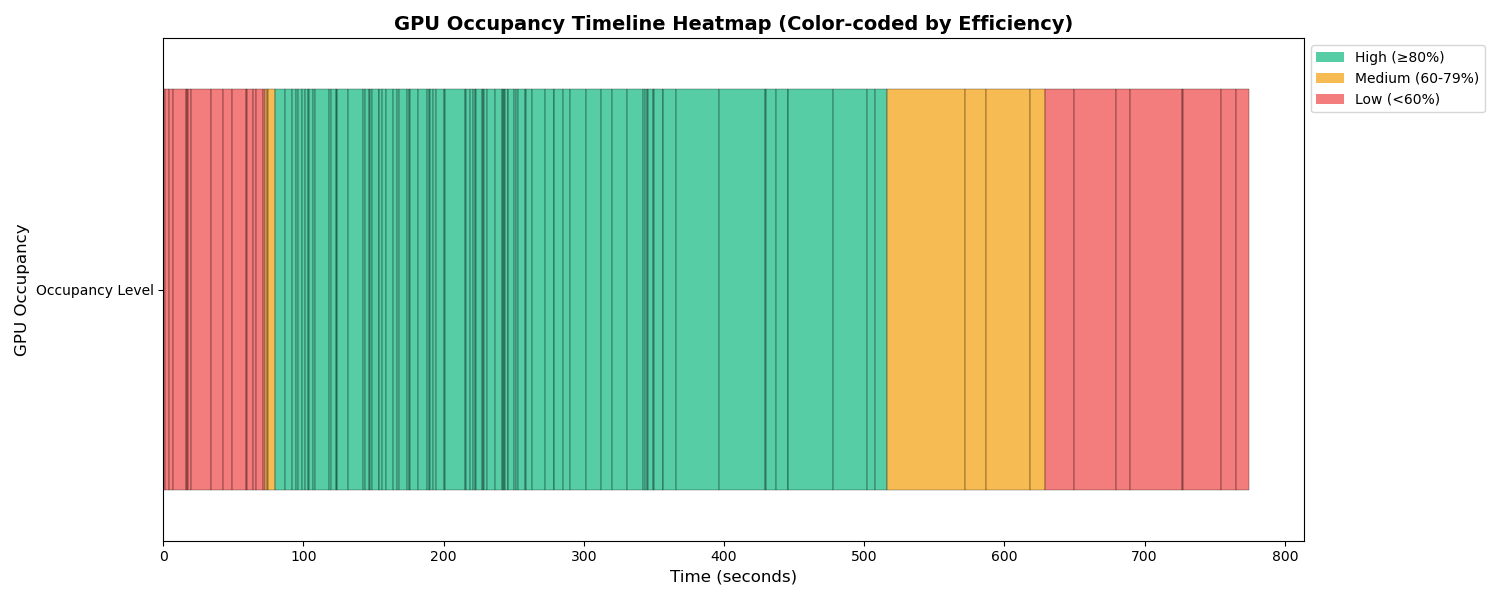 GPU Occupancy Timeline Heatmap (Color-coded by Efficiency)
High (≥80%)
Medium (60-79%)
Low (<60%)
GPU Occupancy
Occupancy Level
0 100 200 300 400 500 600 700 800
Time (seconds)